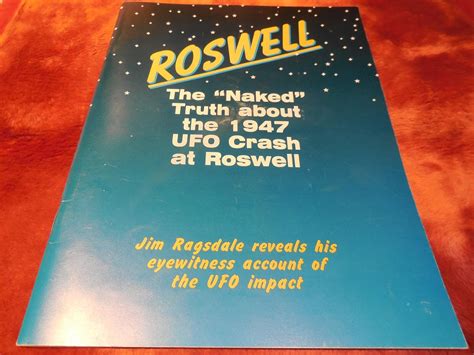 ROSWELL
The "Naked"
Truth about
the 1947
UFO Crash
at Roswell
Jim Ragsdale reveals his
eyewitness account of
the UFO impact